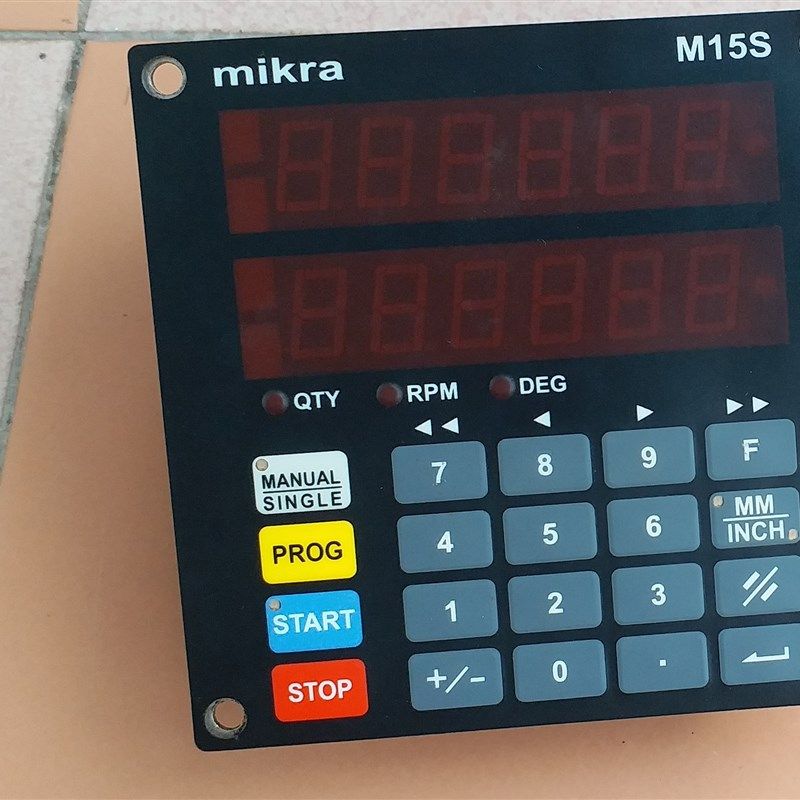 mikra M15S
QTY RPM DEG
MANUAL
SINGLE
7 8 9 F
PROG
4 5 6 MM
INCH
START
1 2 3 //
STOP
+/- 0 .